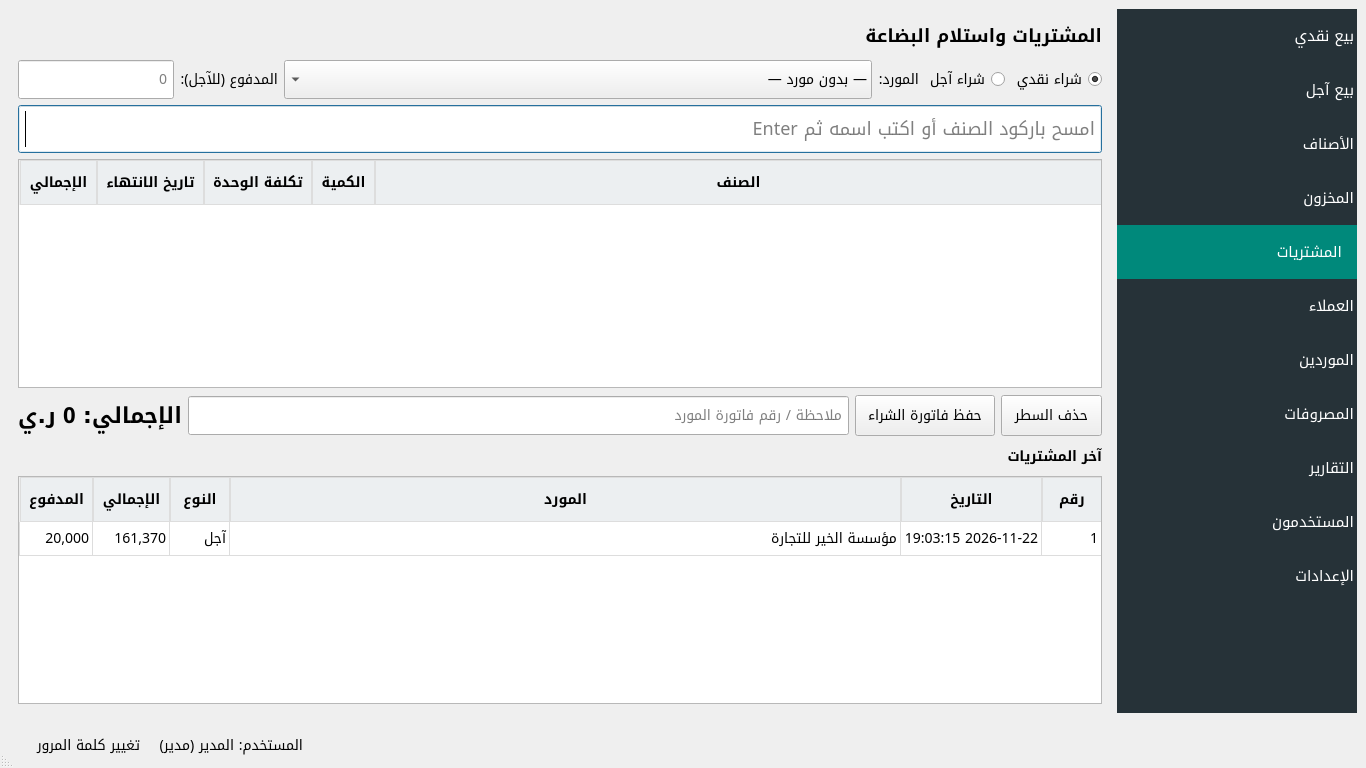 بيع نقدي
بيع آجل
الأصناف
المخزون
المشتريات
العملاء
الموردين
المصروفات
التقارير
المستخدمون
الإعدادات
المشتريات واستلام البضاعة
شراء نقدي شراء آجل المورد: — بدون مورد — المدفوع (للآجل): 0
امسح باركود الصنف أو اكتب اسمه ثم Enter
الصنف الكمية تكلفة الوحدة تاريخ الانتهاء الإجمالي
حذف السطر حفظ فاتورة الشراء ملاحظة / رقم فاتورة المورد الإجمالي: 0 ر.ي
آخر المشتريات
رقم التاريخ المورد النوع الإجمالي المدفوع
1 2026-11-22 19:03:15 مؤسسة الخير للتجارة آجل 161,370 20,000
المستخدم: المدير (مدير) تغيير كلمة المرور